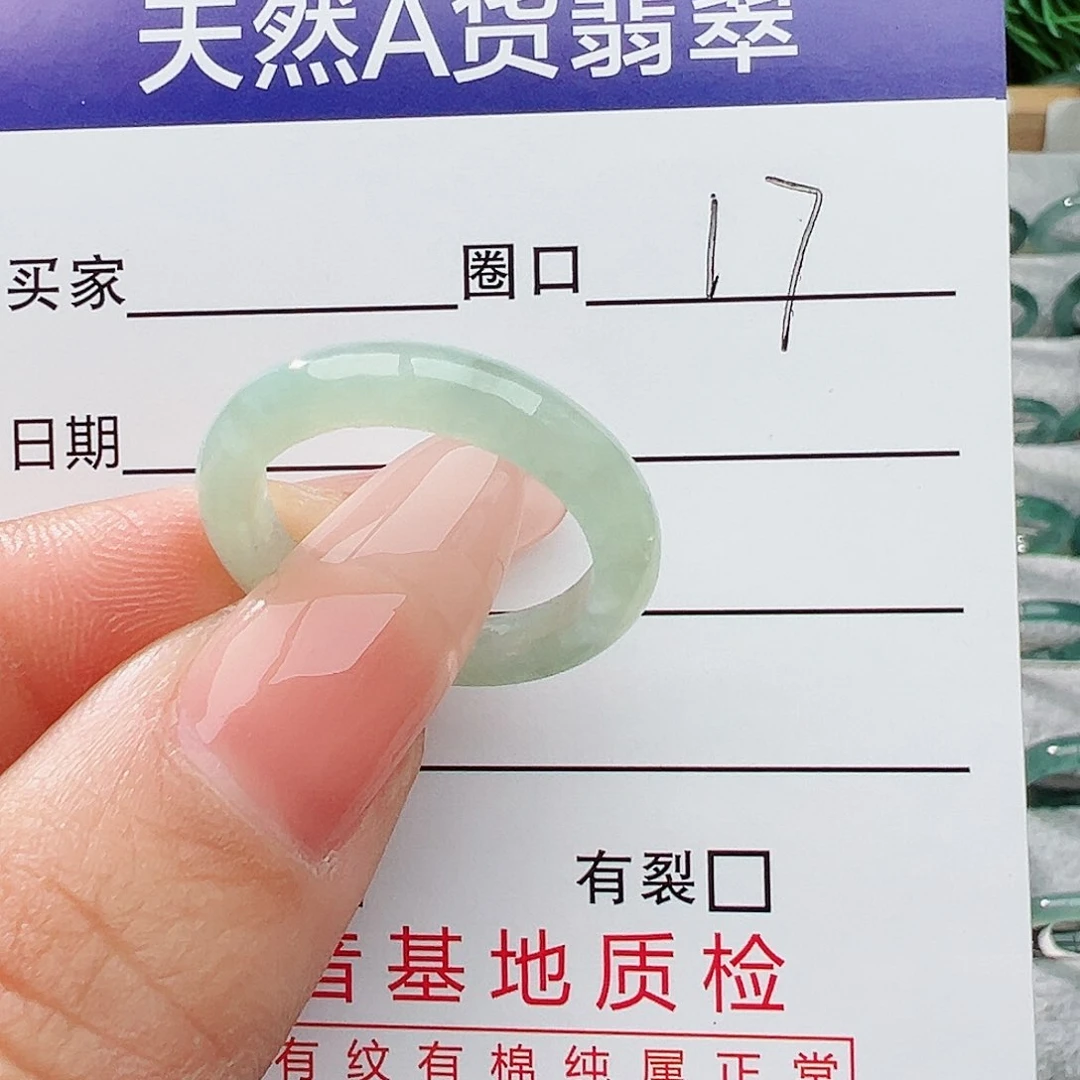 天然A货翡翠
买家 圈口 17
日期
有裂
基地质检
有纹有棉纯属正常